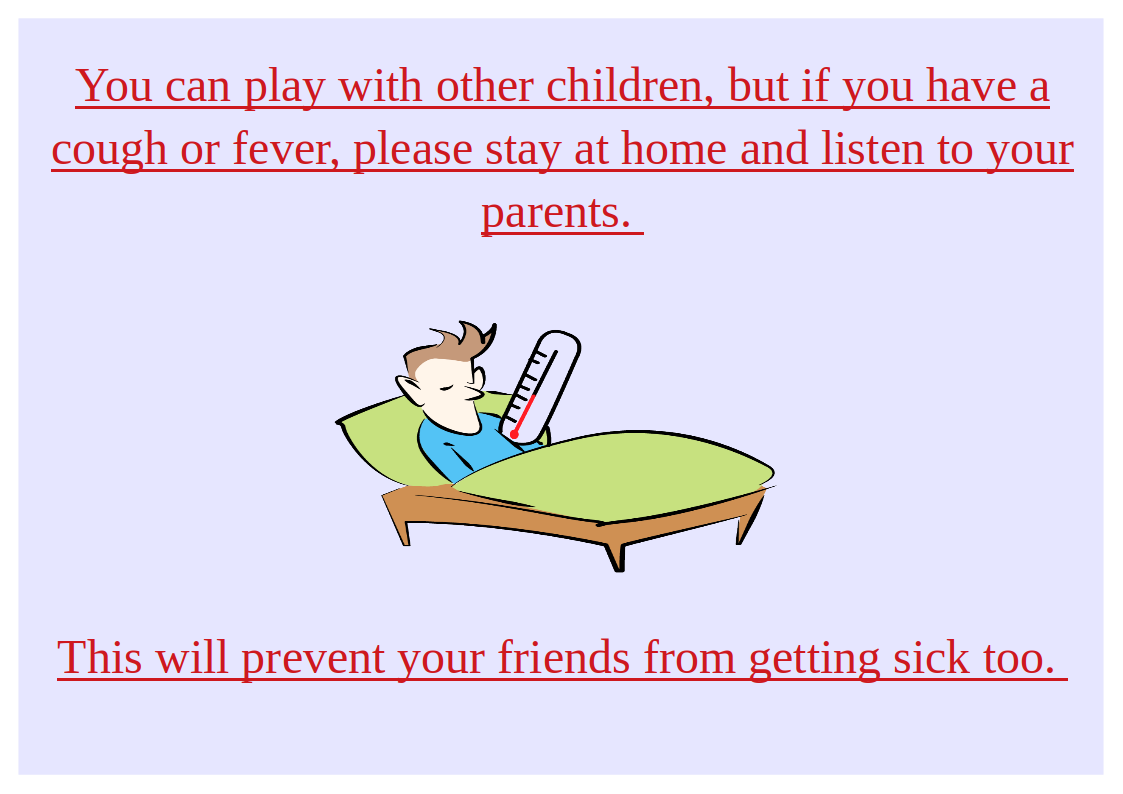 You can play with other children, but if you have a
cough or fever, please stay at home and listen to your
parents.
This will prevent your friends from getting sick too.